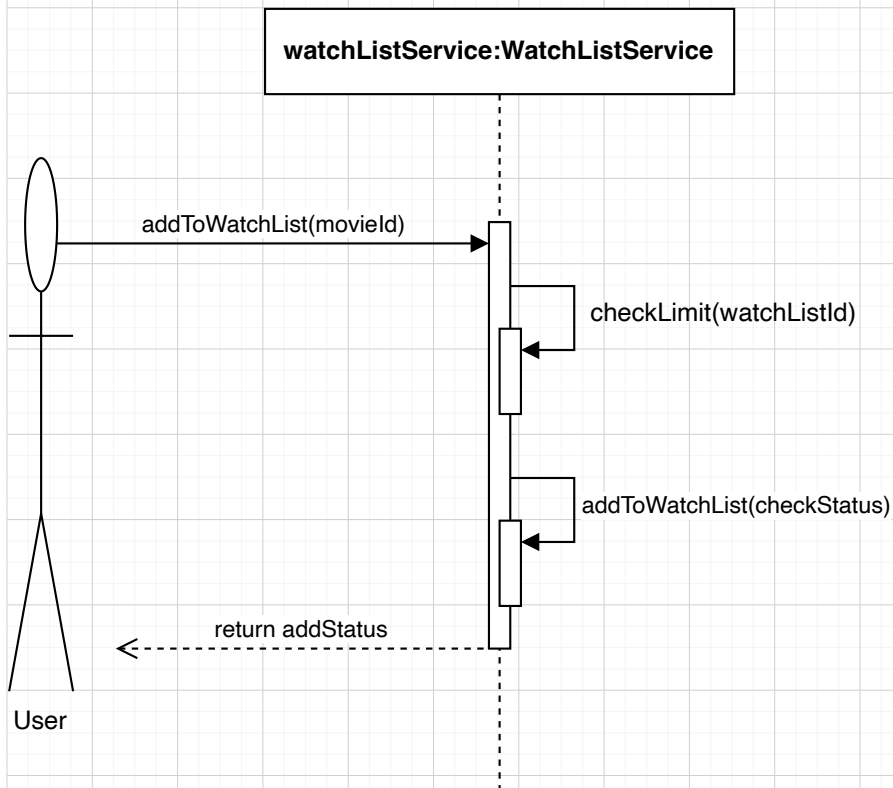 watchListService:WatchListService
addToWatchList(movieId)
checkLimit(watchListId)
addToWatchList(checkStatus)
return addStatus
User